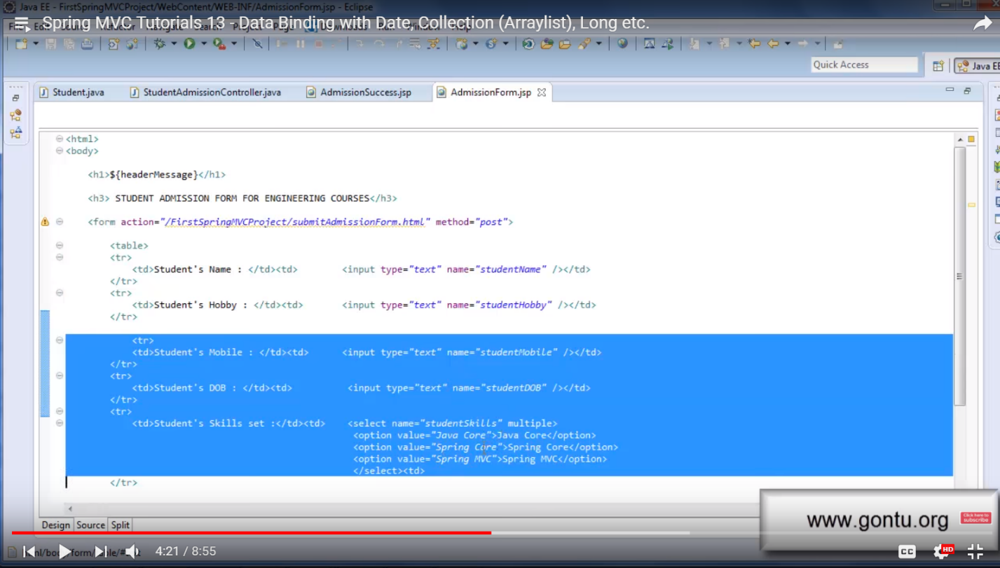 Java EE - FirstSpringMVCProject/WebContent/WEB-INF/AdmissionForm.jsp - Eclipse
Spring MVC Tutorials 13 - Data Binding with Date, Collection (Arraylist), Long etc.
Quick Access
Java EE
Student.java
StudentAdmissionController.java
AdmissionSuccess.jsp
AdmissionForm.jsp
<html>
<body>
<h1>${headerMessage}</h1>
<h3> STUDENT ADMISSION FORM FOR ENGINEERING COURSES</h3>
<form action="/FirstSpringMVCProject/submitAdmissionForm.html" method="post">
<table>
<tr>
<td>Student's Name : </td><td> <input type="text" name="studentName" /></td>
</tr>
<tr>
<td>Student's Hobby : </td><td> <input type="text" name="studentHobby" /></td>
</tr>
<tr>
<td>Student's Mobile : </td><td> <input type="text" name="studentMobile" /></td>
</tr>
<tr>
<td>Student's DOB : </td><td> <input type="text" name="studentDOB" /></td>
</tr>
<tr>
<td>Student's Skills set :</td><td> <select name="studentSkills" multiple>
<option value="Java Core">Java Core</option>
<option value="Spring Core">Spring Core</option>
<option value="Spring MVC">Spring MVC</option>
</select><td>
</tr>
www.gontu.org
Click here to
subscribe
Design Source Split
4:21 / 8:55
CC
HD